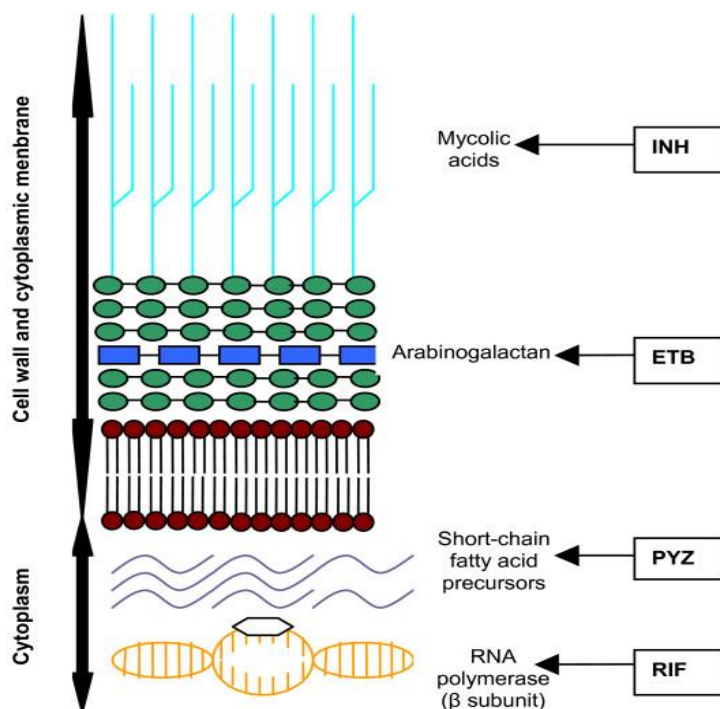 Cell wall and cytoplasmic menbrane
Mycolic
acids
INH
Arabinogalactan
ETB
Cytoplasm
Short-chain
fatty acid
precursors
PYZ
RNA
polymerase
(β subunit)
RIF